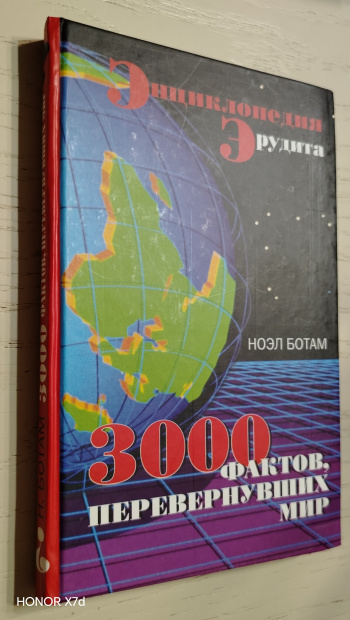 Энциклопедия
Эрудита
НОЭЛ БОТАМ
3000
ФАКТОВ,
ПЕРЕВЕРНУВШИХ
МИР
HONOR X7d